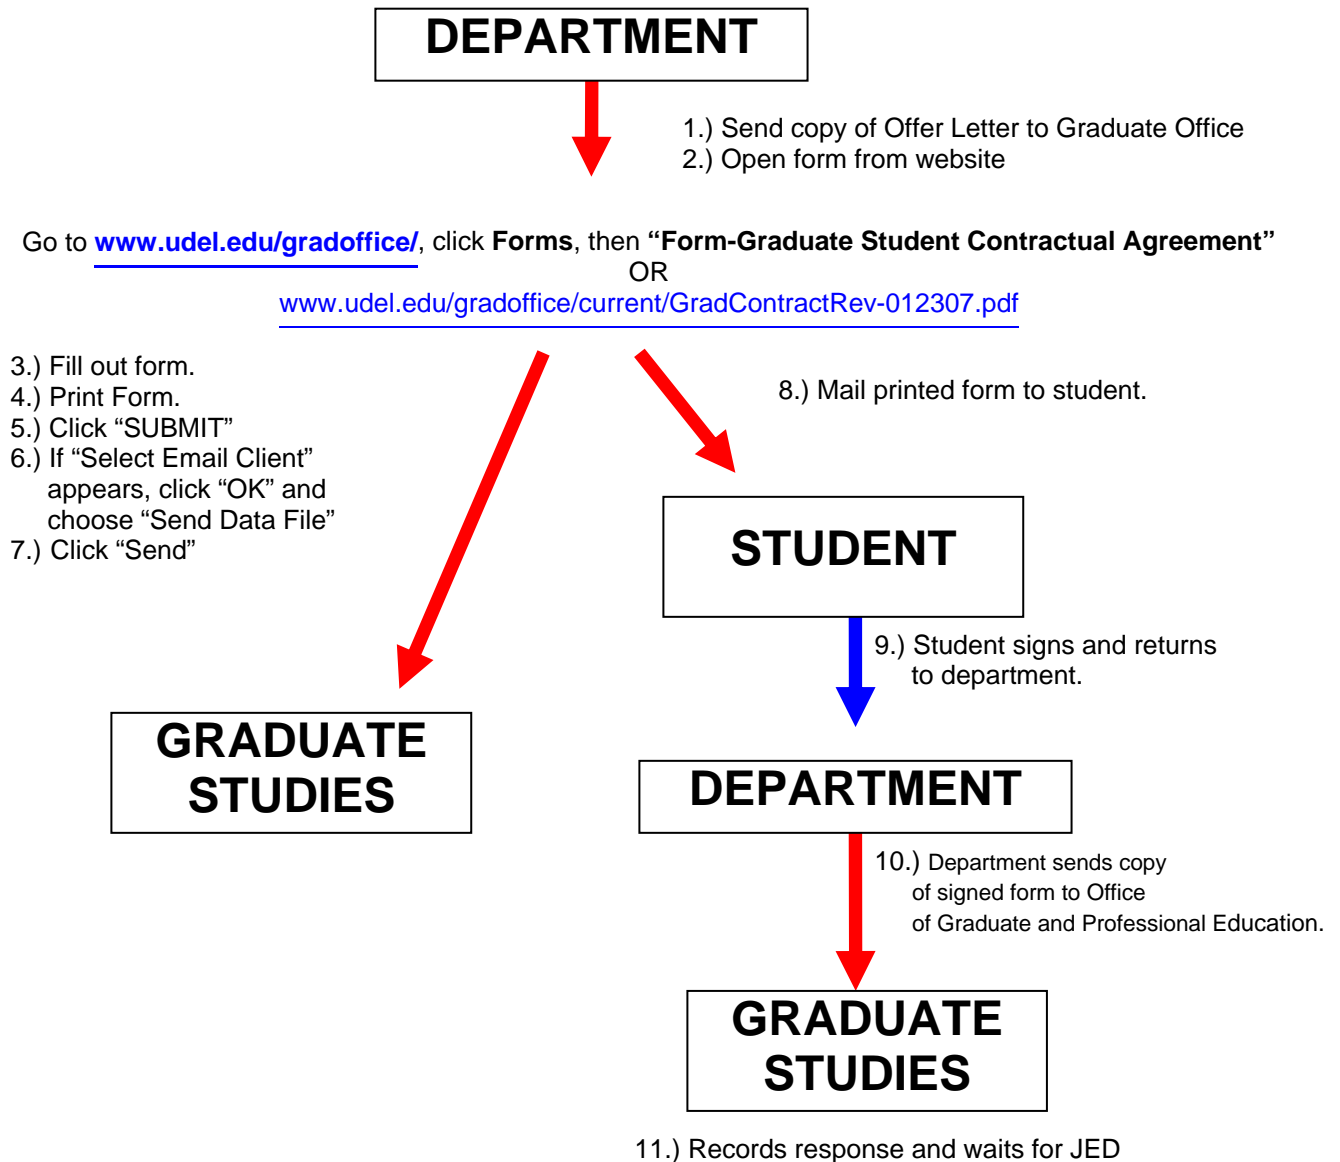 DEPARTMENT
1.) Send copy of Offer Letter to Graduate Office
2.) Open form from website
Go to www.udel.edu/gradoffice/, click Forms, then “Form-Graduate Student Contractual Agreement”
OR
www.udel.edu/gradoffice/current/GradContractRev-012307.pdf
3.) Fill out form.
4.) Print Form.
5.) Click “SUBMIT”
6.) If “Select Email Client”
appears, click “OK” and
choose “Send Data File”
7.) Click “Send”
8.) Mail printed form to student.
STUDENT
9.) Student signs and returns
to department.
GRADUATE
STUDIES
DEPARTMENT
10.) Department sends copy
of signed form to Office
of Graduate and Professional Education.
GRADUATE
STUDIES
11.) Records response and waits for JED